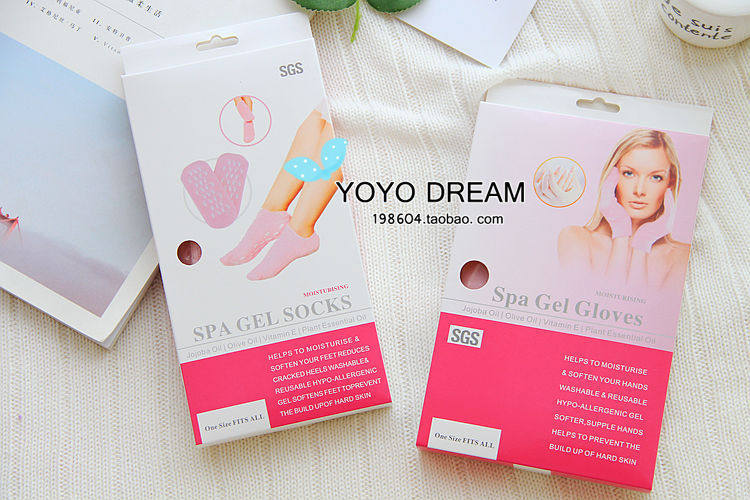 SGS
MOISTURISING
SPA GEL SOCKS
Jojoba Oil | Olive Oil | Vitamin E | Plant Essential Oil
HELPS TO MOISTURISE &
SOFTEN YOUR FEET REDUCES
CRACKED HEELS WASHABLE&
REUSABLE HYPO-ALLERGENIC
GEL SOFTENS FEET TOPREVENT
THE BUILD UPOF HARD SKIN
One Size FITS ALL
YOYO DREAM
198604.taobao.com
MOISTURISING
Spa Gel Gloves
Jojoba Oil | Olive Oil | Vitamin E | Plant Essential Oil
SGS
HELPS TO MOISTURISE
& SOFTEN YOUR HANDS
WASHABLE & REUSABLE
HYPO-ALLERGENIC GEL
SOFTER,SUPPLE HANDS
HELPS TO PREVENT THE
BUILD UP OF HARD SKIN
One Size FITS ALL
je suis
contente